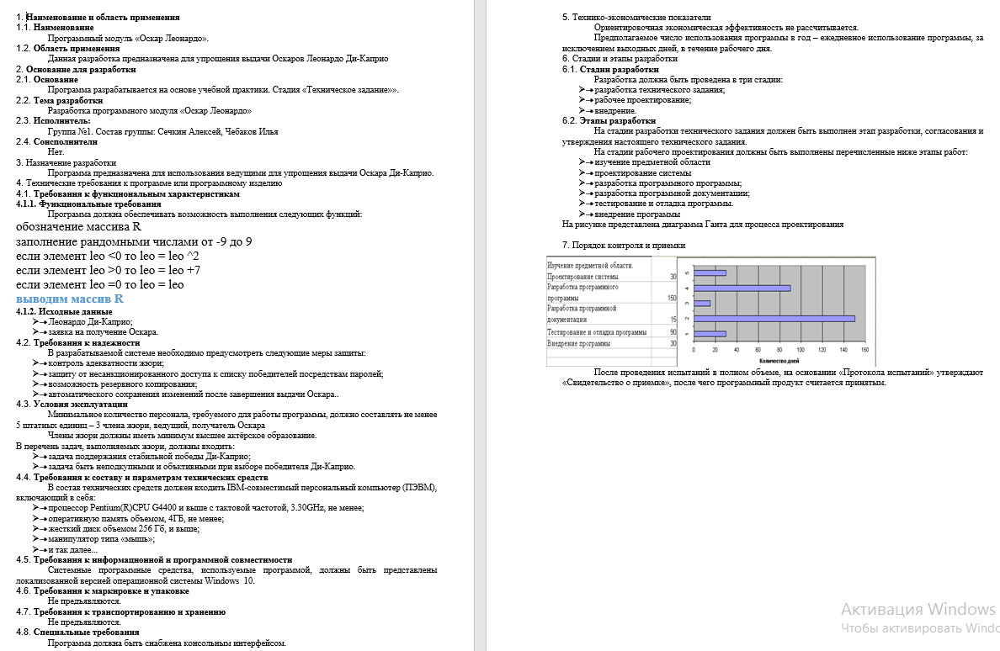 1. Наименование и область применения
1.1. Наименование
Программный модуль «Оскар Леонардо».
1.2. Область применения
Данная разработка предназначена для упрощения выдачи Оскаров Леонардо Ди-Каприо
2. Основание для разработки
2.1. Основание
Программа разрабатывается на основе учебной практики. Стадия «Техническое задание»».
2.2. Тема разработки
Разработка программного модуля «Оскар Леонардо»
2.3. Исполнитель:
Группа №1. Состав группы: Сечкин Алексей, Чебаков Илья
2.4. Соисполнители
Нет.
3. Назначение разработки
Программа предназначена для использования ведущими для упрощения выдачи Оскара Ди-Каприо.
4. Технические требования к программе или программному изделию
4.1. Требования к функциональным характеристикам
4.1.1. Функциональные требования
Программа должна обеспечивать возможность выполнения следующих функций:
обозначение массива R
заполнение рандомными числами от -9 до 9
если элемент leo <0 то leo = leo ^2
если элемент leo >0 то leo = leo +7
если элемент leo =0 то leo = leo
выводим массив R
4.1.2. Исходные данные
➢→Леонардо Ди-Каприо;
➢→заявка на получение Оскара.
4.2. Требования к надежности
В разрабатываемой системе необходимо предусмотреть следующие меры защиты:
➢→контроль адекватности жюри;
➢→защиту от несанкционированного доступа к списку победителей посредствам паролей;
➢→возможность резервного копирования;
➢→автоматического сохранения изменений после завершения выдачи Оскара..
4.3. Условия эксплуатации
Минимальное количество персонала, требуемого для работы программы, должно составлять не менее
5 штатных единиц – 3 члена жюри, ведущий, получатель Оскара
Члены жюри должны иметь минимум высшее актёрское образование.
В перечень задач, выполняемых жюри, должны входить:
➢→задача поддержания стабильной победы Ди-Каприо;
➢→задача быть неподкупными и объктивными при выборе победителя Ди-Каприо.
4.4. Требования к составу и параметрам технических средств
В состав технических средств должен входить IBM-совместимый персональный компьютер (ПЭВМ),
включающий в себя:
➢→процессор Pentium(R)CPU G4400 и выше с тактовой частотой, 3.30GHz, не менее;
➢→оперативную память объемом, 4ГБ, не менее;
➢→жесткий диск объемом 256 Гб, и выше;
➢→манипулятор типа «мышь»;
➢→и так далее...
4.5. Требования к информационной и программной совместимости
Системные программные средства, используемые программой, должны быть представлены
локализованной версией операционной системы Windows 10.
4.6. Требования к маркировке и упаковке
Не предъявляются.
4.7. Требования к транспортированию и хранению
Не предъявляются.
4.8. Специальные требования
Программа должна быть снабжена консольным интерфейсом.
5. Технико-экономические показатели
Ориентировочная экономическая эффективность не рассчитывается.
Предполагаемое число использования программы в год – ежедневное использование программы, за
исключением выходных дней, в течение рабочего дня.
6. Стадии и этапы разработки
6.1. Стадии разработки
Разработка должна быть проведена в три стадии:
➢→разработка технического задания;
➢→рабочее проектирование;
➢→внедрение.
6.2. Этапы разработки
На стадии разработки технического задания должен быть выполнен этап разработки, согласования и
утверждения настоящего технического задания.
На стадии рабочего проектирования должны быть выполнены перечисленные ниже этапы работ:
➢→изучение предметной области
➢→проектирование системы
➢→разработка программного программы;
➢→разработка программной документации;
➢→тестирование и отладка программы.
➢→внедрение программы
На рисунке представлена диаграмма Ганта для процесса проектирования
7. Порядок контроля и приемки
Изучение предметной области.
Проектирование системы. 30
Разработка программного
программы 150
Разработка программной
документации 15
Тестирование и отладка программы 90
Внедрение программы 30
5
4
3
2
1
0 20 40 60 80 100 120 140 160
Количество дней
После проведения испытаний в полном объеме, на основании «Протокола испытаний» утверждают
«Свидетельство о приемке», после чего программный продукт считается принятым.
Активация Windows
Чтобы активировать Windo